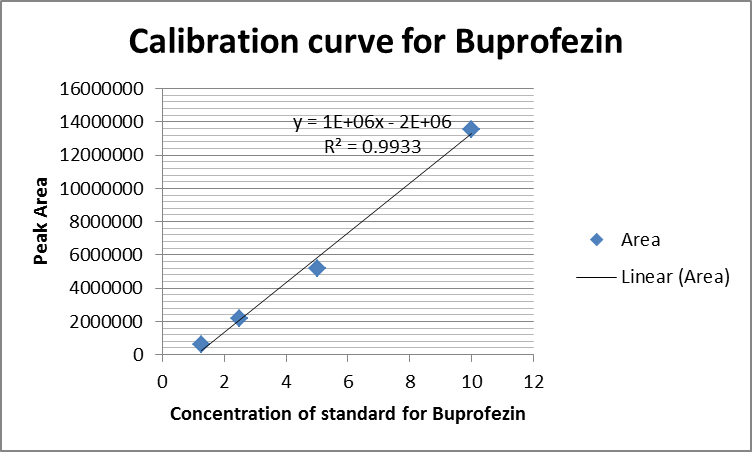 Calibration curve for Buprofezin
16000000
14000000
12000000
10000000
8000000
6000000
4000000
2000000
0
Peak Area
y = 1E+06x - 2E+06
R² = 0.9933
0 2 4 6 8 10 12
Concentration of standard for Buprofezin
Area
Linear (Area)